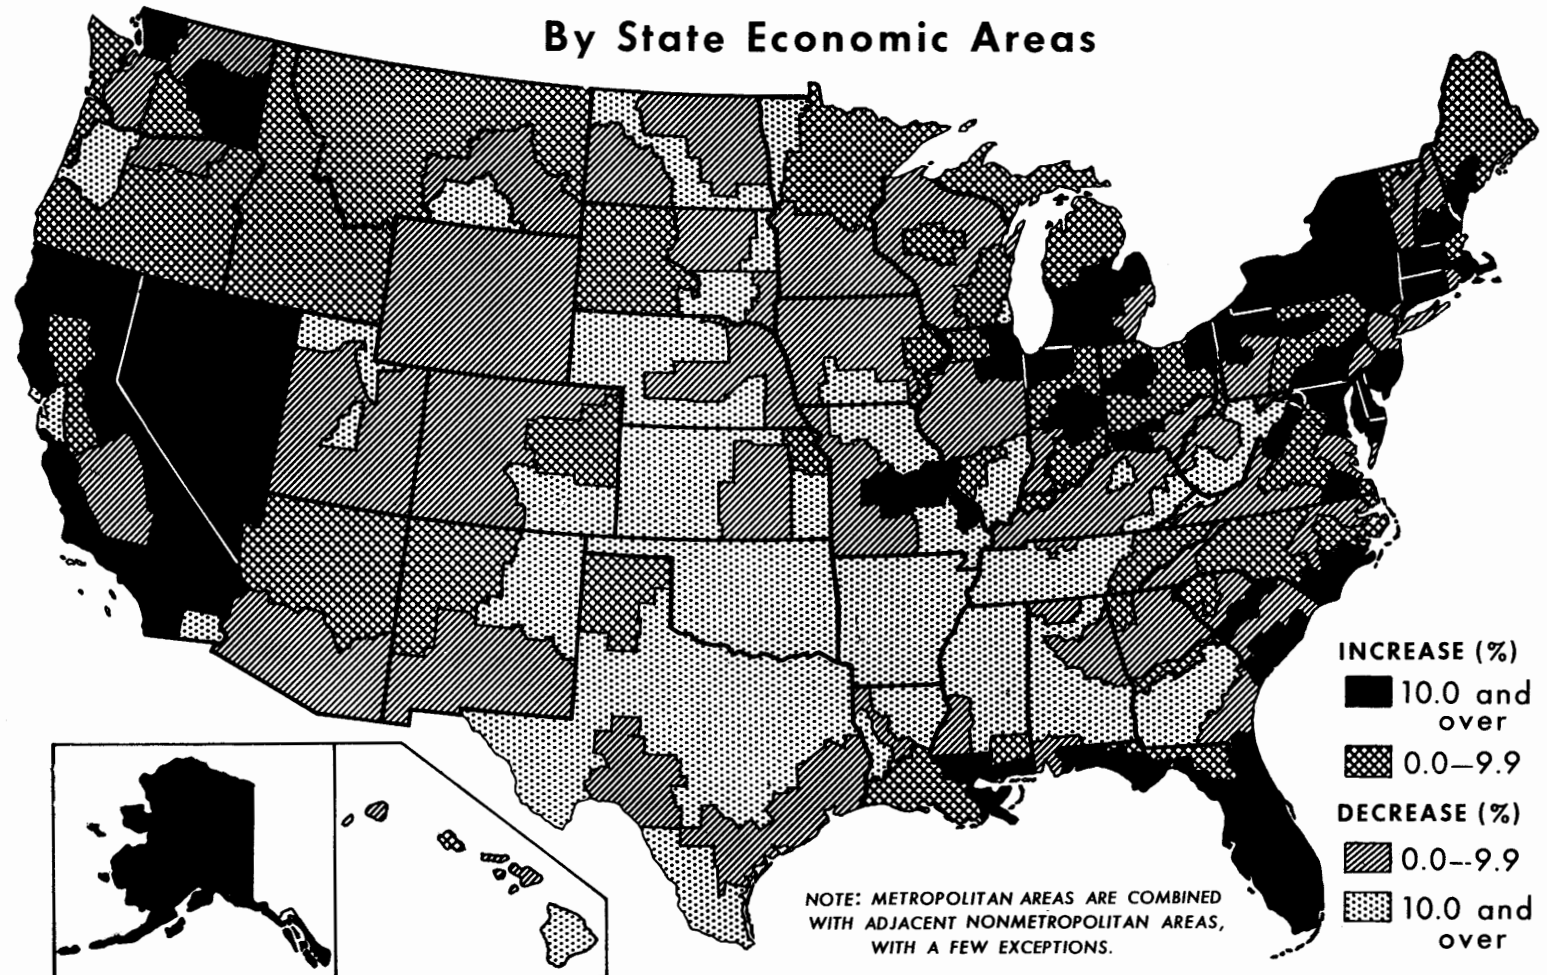 By State Economic Areas
INCREASE (%)
10.0 and
over
0.0—9.9
DECREASE (%)
0.0--9.9
10.0 and
over
NOTE: METROPOLITAN AREAS ARE COMBINED
WITH ADJACENT NONMETROPOLITAN AREAS,
WITH A FEW EXCEPTIONS.